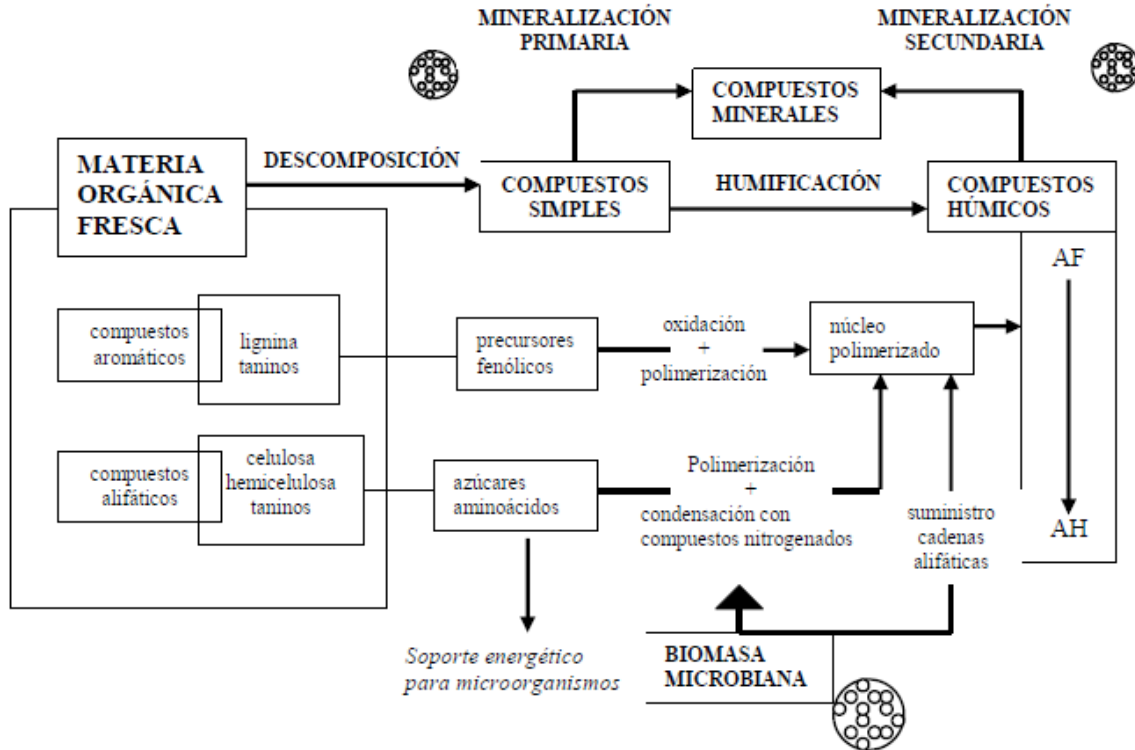 MINERALIZACIÓN
PRIMARIA
MINERALIZACIÓN
SECUNDARIA
COMPUESTOS
MINERALES
MATERIA
ORGÁNICA
FRESCA
DESCOMPOSICIÓN
COMPUESTOS
SIMPLES
HUMIFICACIÓN
COMPUESTOS
HÚMICOS
AF
compuestos
aromáticos
lignina
taninos
precursores
fenólicos
oxidación
+
polimerización
núcleo
polimerizado
compuestos
alifáticos
celulosa
hemicelulosa
taninos
azúcares
aminoácidos
Polimerización
+
condensación con
compuestos nitrogenados
suministro
cadenas
alifáticas
AH
Soporte energético
para microorganismos
BIOMASA
MICROBIANA